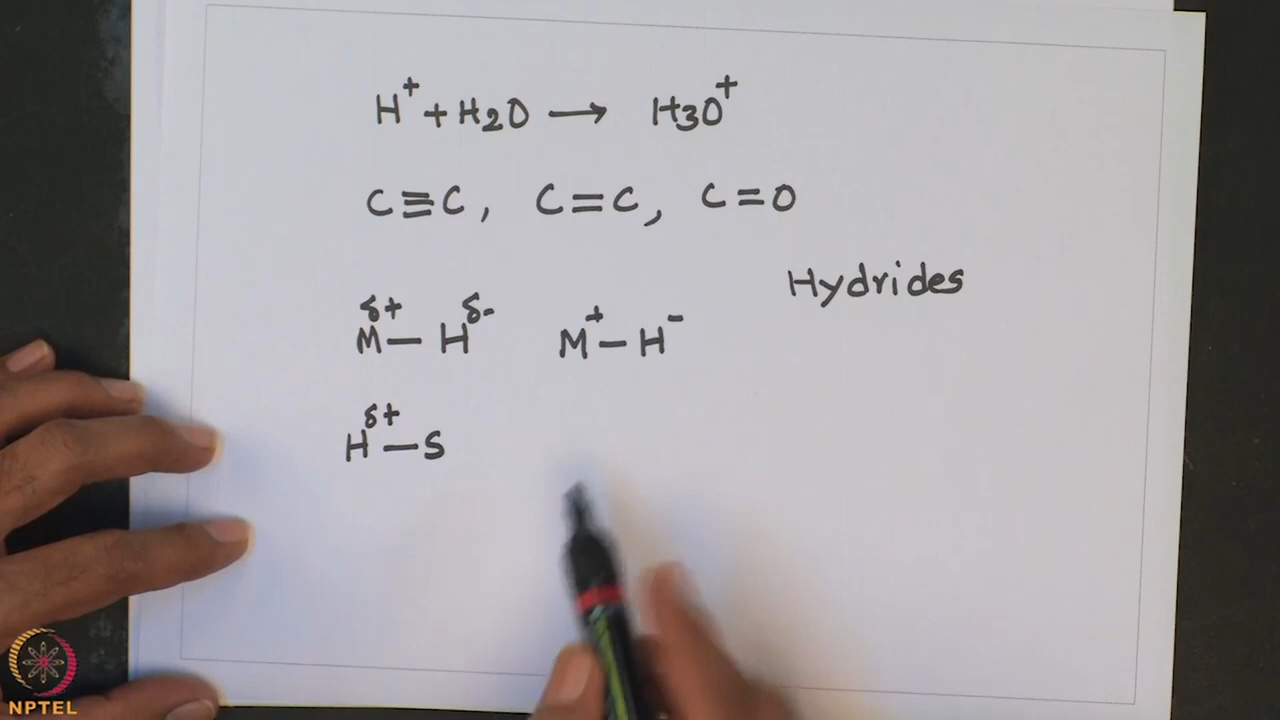 H⁺ + H2O ⟶ H3O⁺
C≡C, C=C, C=O
Hydrides
δ+ δ-
M — H M⁺ — H⁻
δ+
H — S
NPTEL